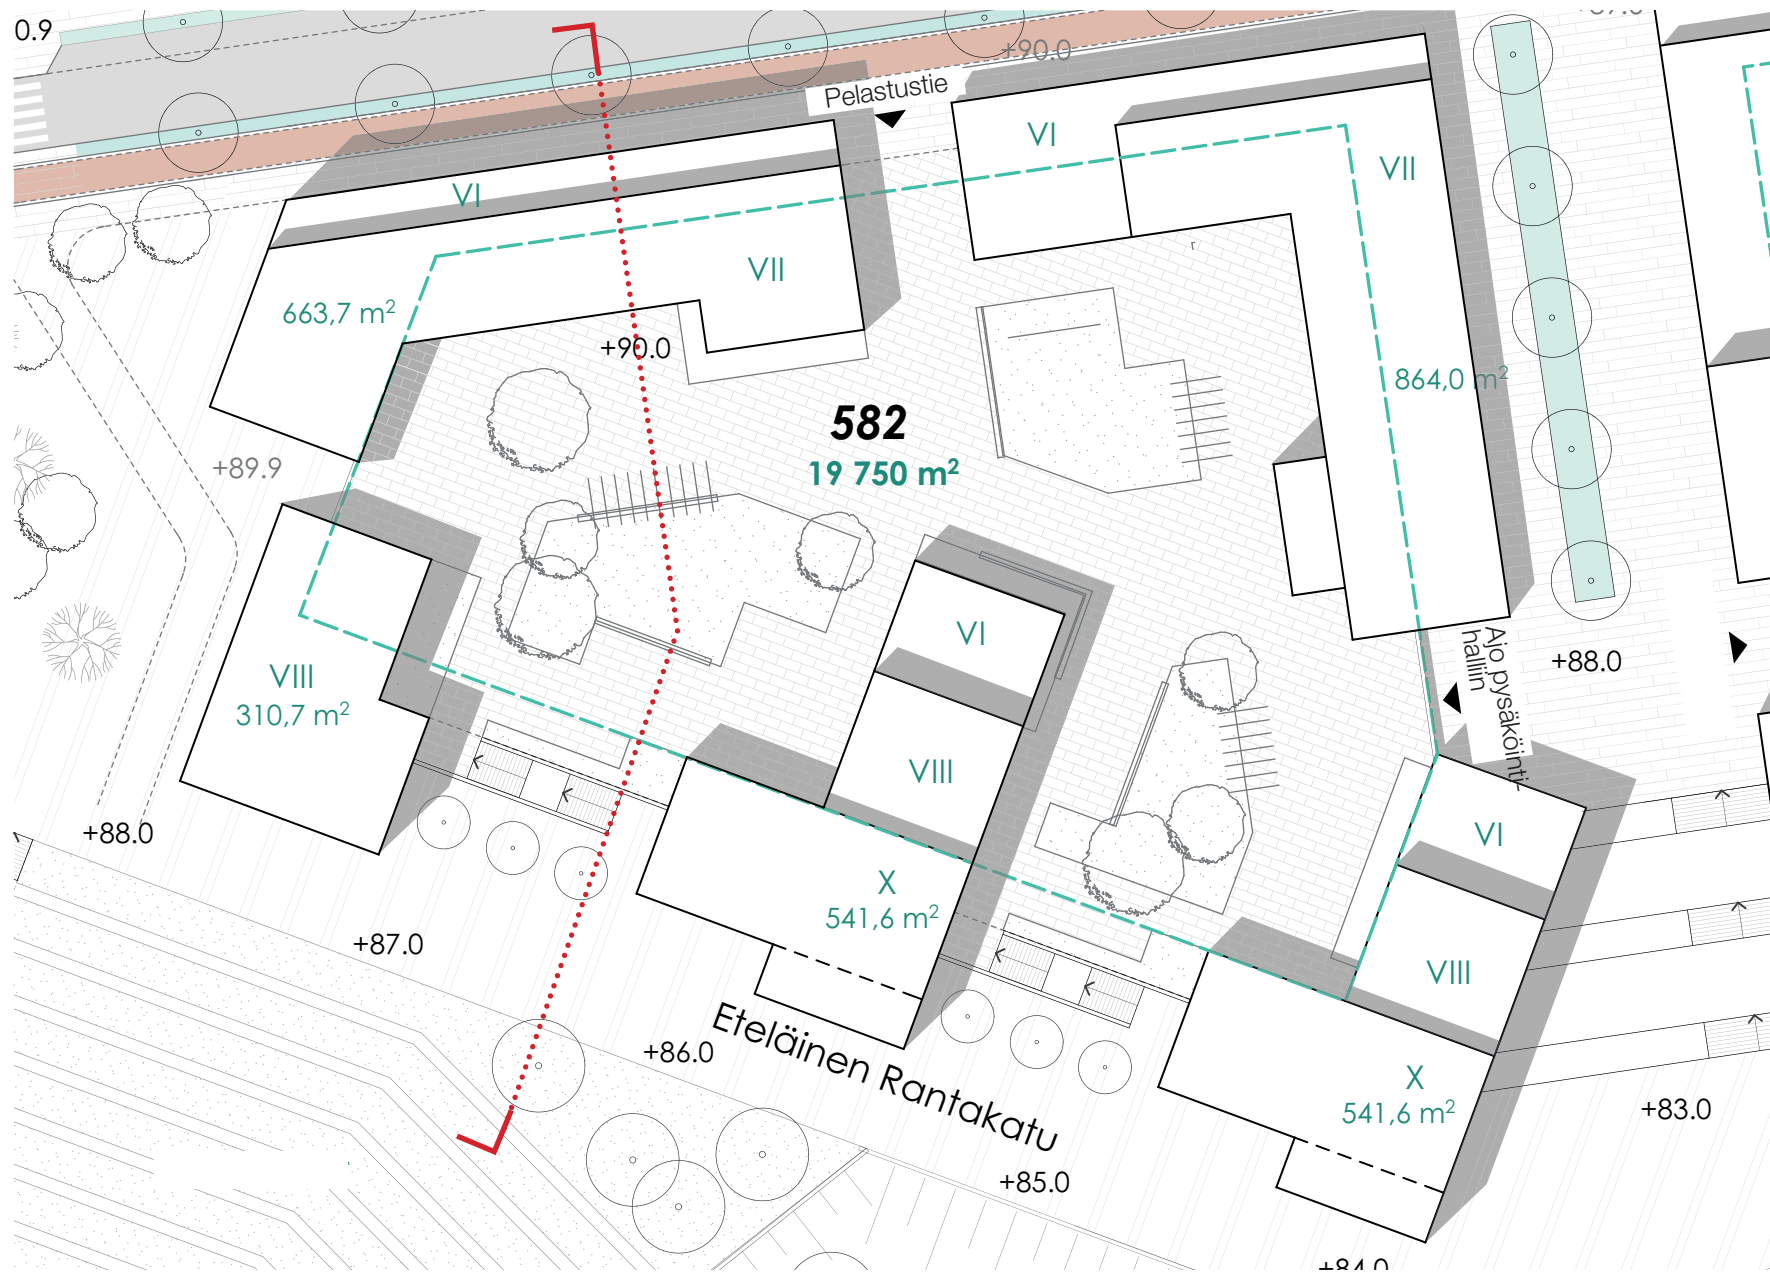 0.9
+90.0
Pelastustie
VI
VII
VI
VII
663,7 m²
r
+90.0
864,0 m²
582
19 750 m²
+89.9
VI
Ajo pysäköinti-
halliin
+88.0
VIII
310,7 m²
VIII
+88.0
VI
X
541,6 m²
+87.0
VIII
Eteläinen Rantakatu
+86.0
X
541,6 m²
+83.0
+85.0
+84.0